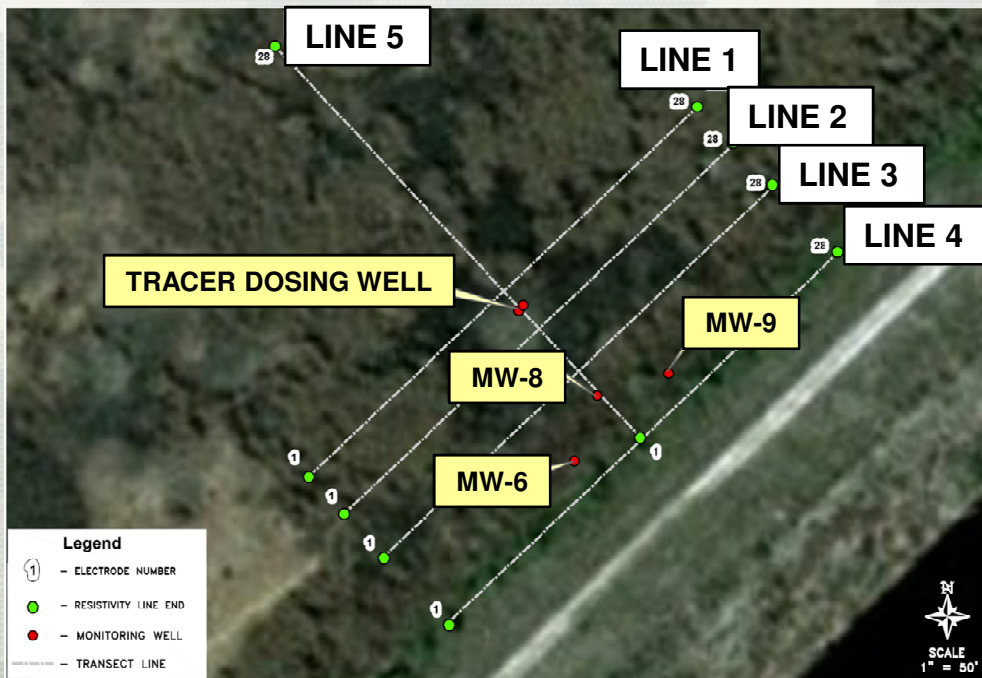 LINE 5
28
LINE 1
28
LINE 2
28
LINE 3
28
LINE 4
28
TRACER DOSING WELL
MW-9
MW-8
MW-6
1
1
1
1
1
Legend
1 – ELECTRODE NUMBER
– RESISTIVITY LINE END
– MONITORING WELL
– TRANSECT LINE
N
SCALE
1" = 50'